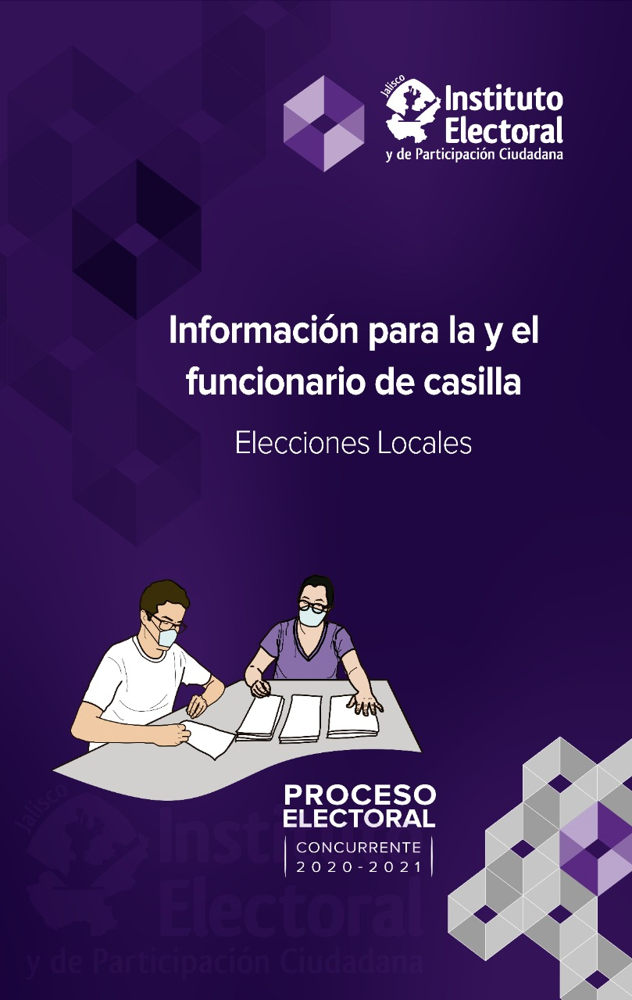 Jalisco
Instituto
Electoral
y de Participación Ciudadana
Información para la y el
funcionario de casilla
Elecciones Locales
PROCESO
ELECTORAL
CONCURRENTE
2020-2021
Jalisco
Instituto
Electoral
y de Participación Ciudadana